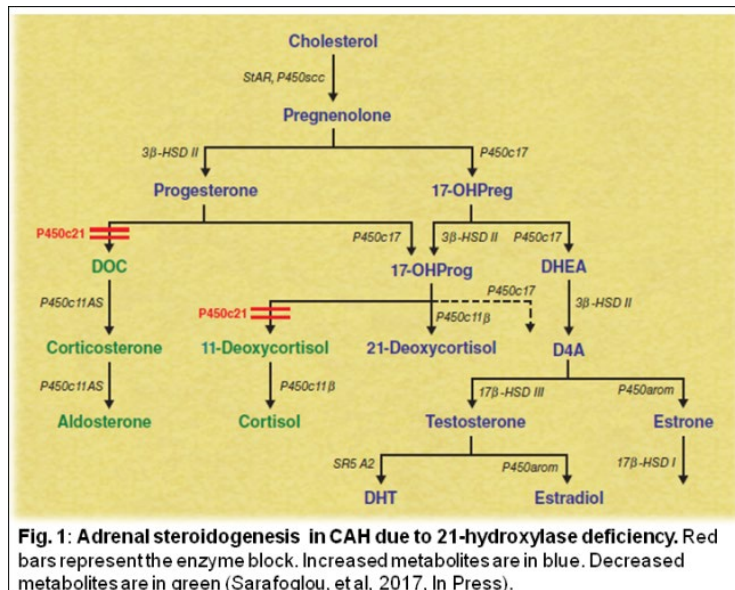 Cholesterol
StAR, P450scc
Pregnenolone
3β-HSD II
P450c17
Progesterone
17-OHPreg
P450c21
P450c17
3β-HSD II
P450c17
DOC
17-OHProg
DHEA
P450c17
P450c11AS
P450c21
P450c11β
3β-HSD II
Corticosterone
11-Deoxycortisol
21-Deoxycortisol
D4A
P450c11AS
P450c11β
17β-HSD III
P450arom
Aldosterone
Cortisol
Testosterone
Estrone
SR5 A2
P450arom
17β-HSD I
DHT
Estradiol
Fig. 1: Adrenal steroidogenesis in CAH due to 21-hydroxylase deficiency. Red
bars represent the enzyme block. Increased metabolites are in blue. Decreased
metabolites are in green (Sarafoglou, et al, 2017, In Press).